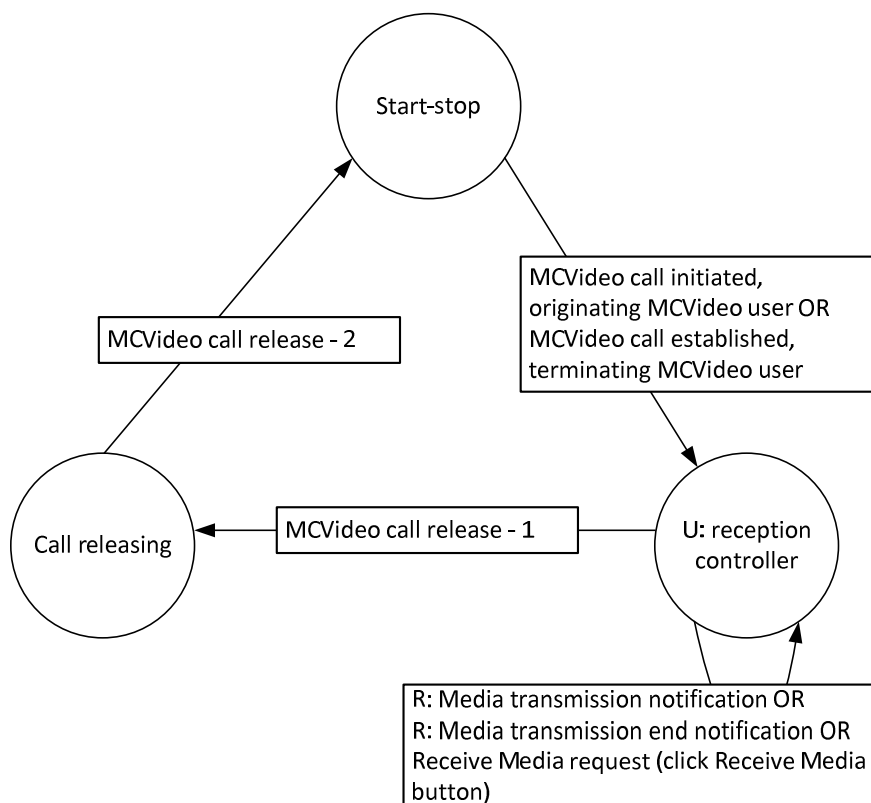 Start-stop
MCVideo call initiated,
originating MCVideo user OR
MCVideo call established,
terminating MCVideo user
MCVideo call release - 2
Call releasing
MCVideo call release - 1
U: reception
controller
R: Media transmission notification OR
R: Media transmission end notification OR
Receive Media request (click Receive Media
button)